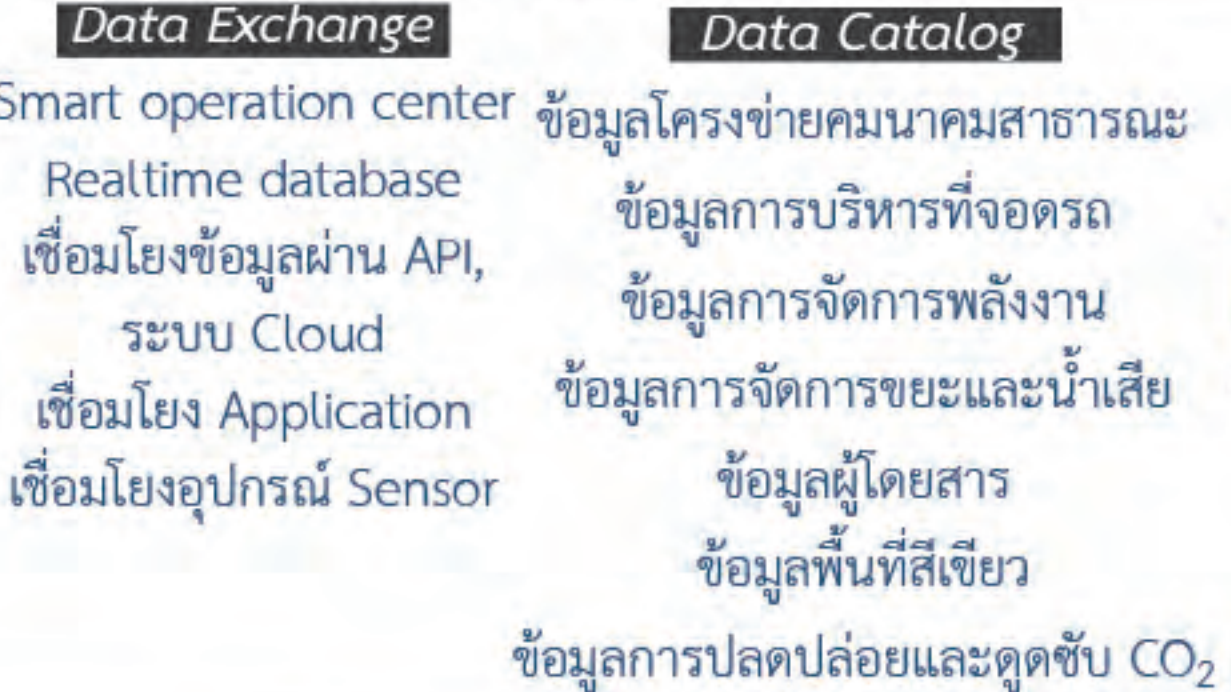 Data Exchange
Smart operation center
Realtime database
เชื่อมโยงข้อมูลผ่าน API,
ระบบ Cloud
เชื่อมโยง Application
เชื่อมโยงอุปกรณ์ Sensor
Data Catalog
ข้อมูลโครงข่ายคมนาคมสาธารณะ
ข้อมูลการบริหารที่จอดรถ
ข้อมูลการจัดการพลังงาน
ข้อมูลการจัดการขยะและน้ำเสีย
ข้อมูลผู้โดยสาร
ข้อมูลพื้นที่สีเขียว
ข้อมูลการปลดปล่อยและดูดซับ CO₂